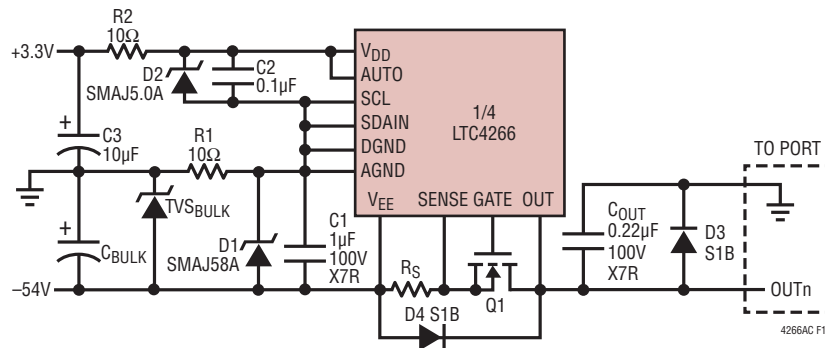 R2
10Ω
+3.3V
D2
SMAJ5.0A
C2
0.1µF
VDD
AUTO
SCL
SDAIN
DGND
AGND
1/4
LTC4266
VEE
SENSE
GATE
OUT
+
C3
10µF
R1
10Ω
TVSBULK
+
CBULK
D1
SMAJ58A
C1
1µF
100V
X7R
–54V
RS
Q1
D4 S1B
COUT
0.22µF
100V
X7R
D3
S1B
TO PORT
OUTn
4266AC F1